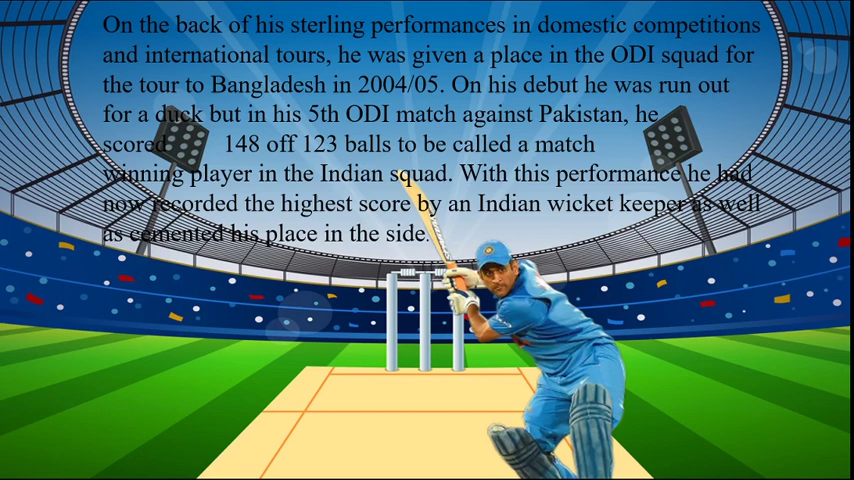 On the back of his sterling performances in domestic competitions
and international tours, he was given a place in the ODI squad for
the tour to Bangladesh in 2004/05. On his debut he was run out
for a duck but in his 5th ODI match against Pakistan, he
scored 148 off 123 balls to be called a match
winning player in the Indian squad. With this performance he had
now recorded the highest score by an Indian wicket keeper as well
as cemented his place in the side.